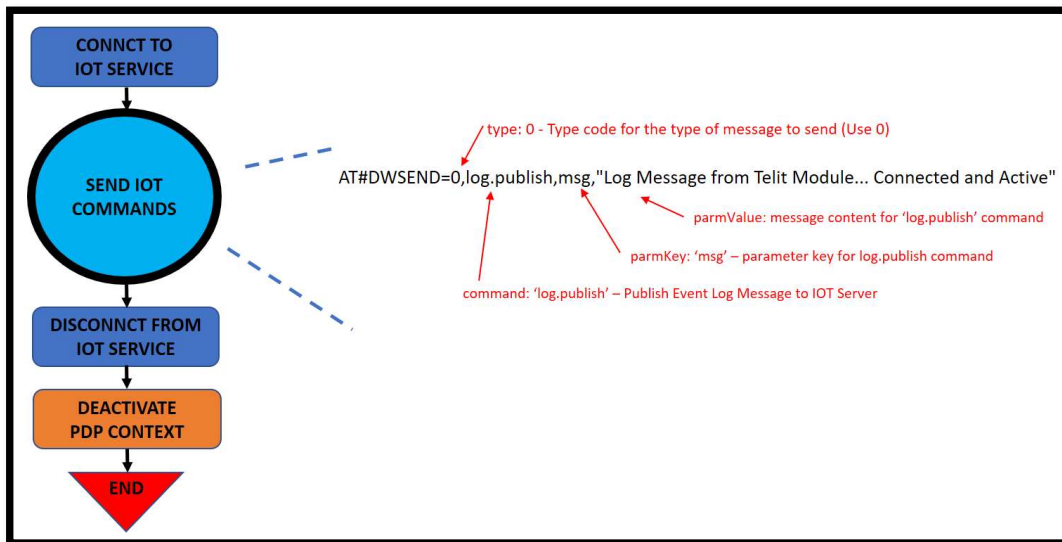 CONNCT TO
IOT SERVICE
SEND IOT
COMMANDS
DISCONNCT FROM
IOT SERVICE
DEACTIVATE
PDP CONTEXT
END
type: 0 - Type code for the type of message to send (Use 0)
AT#DWSEND=0,log.publish,msg,"Log Message from Telit Module... Connected and Active"
parmValue: message content for ‘log.publish’ command
parmKey: ‘msg’ – parameter key for log.publish command
command: ‘log.publish’ – Publish Event Log Message to IOT Server